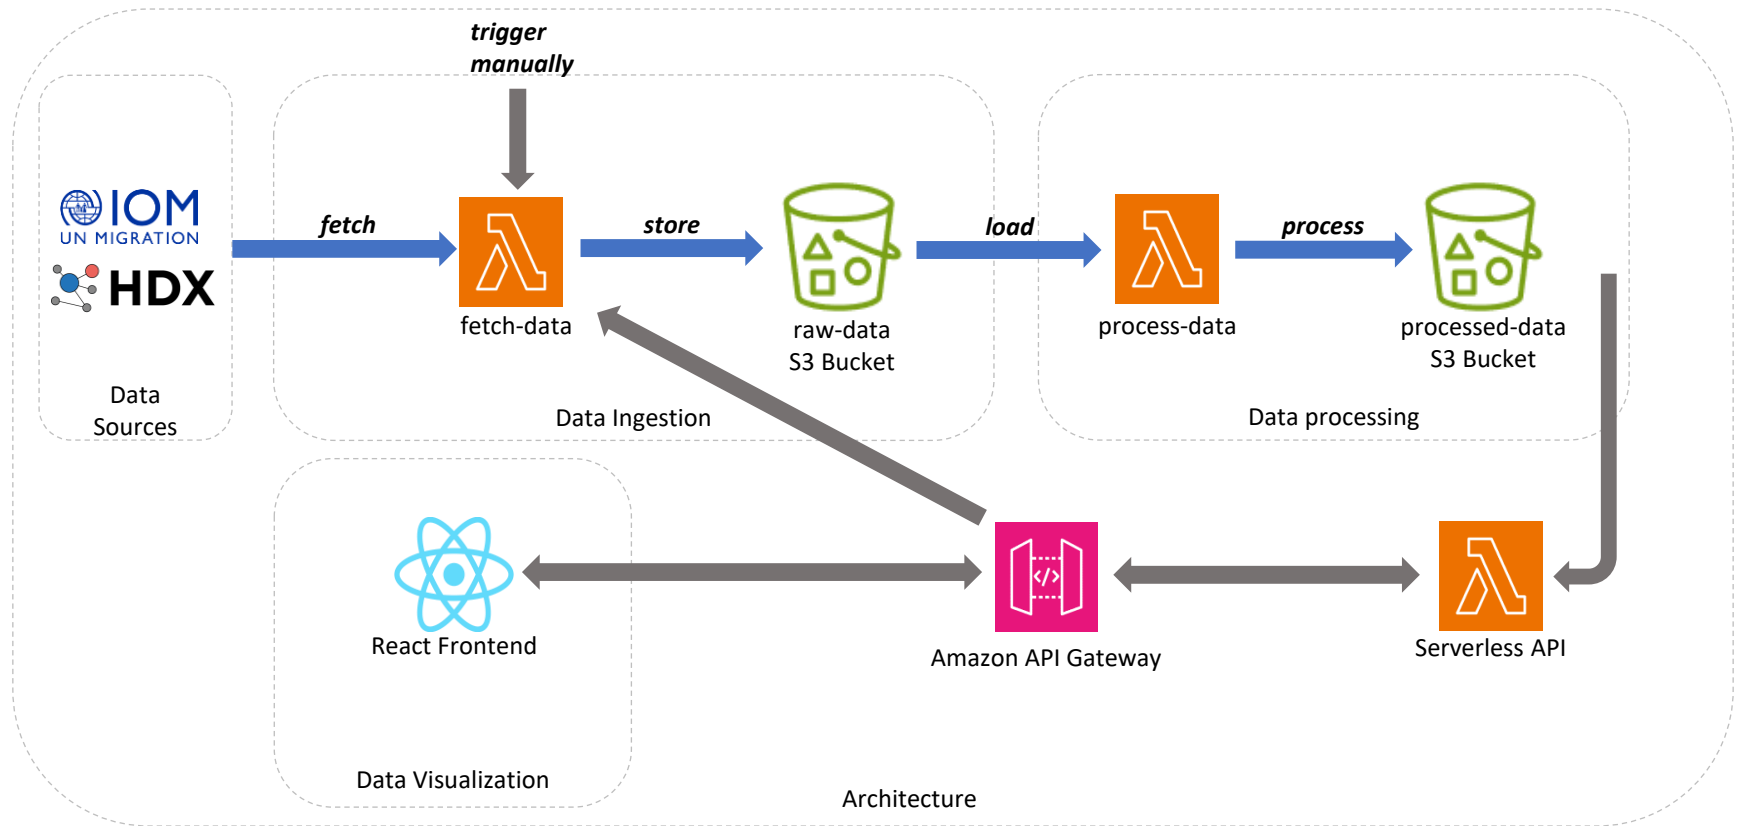 trigger
manually
IOM
UN MIGRATION
HDX
Data
Sources
fetch
fetch-data
store
raw-data
S3 Bucket
Data Ingestion
load
process-data
process
processed-data
S3 Bucket
Data processing
React Frontend
Data Visualization
</>
Amazon API Gateway
Serverless API
Architecture